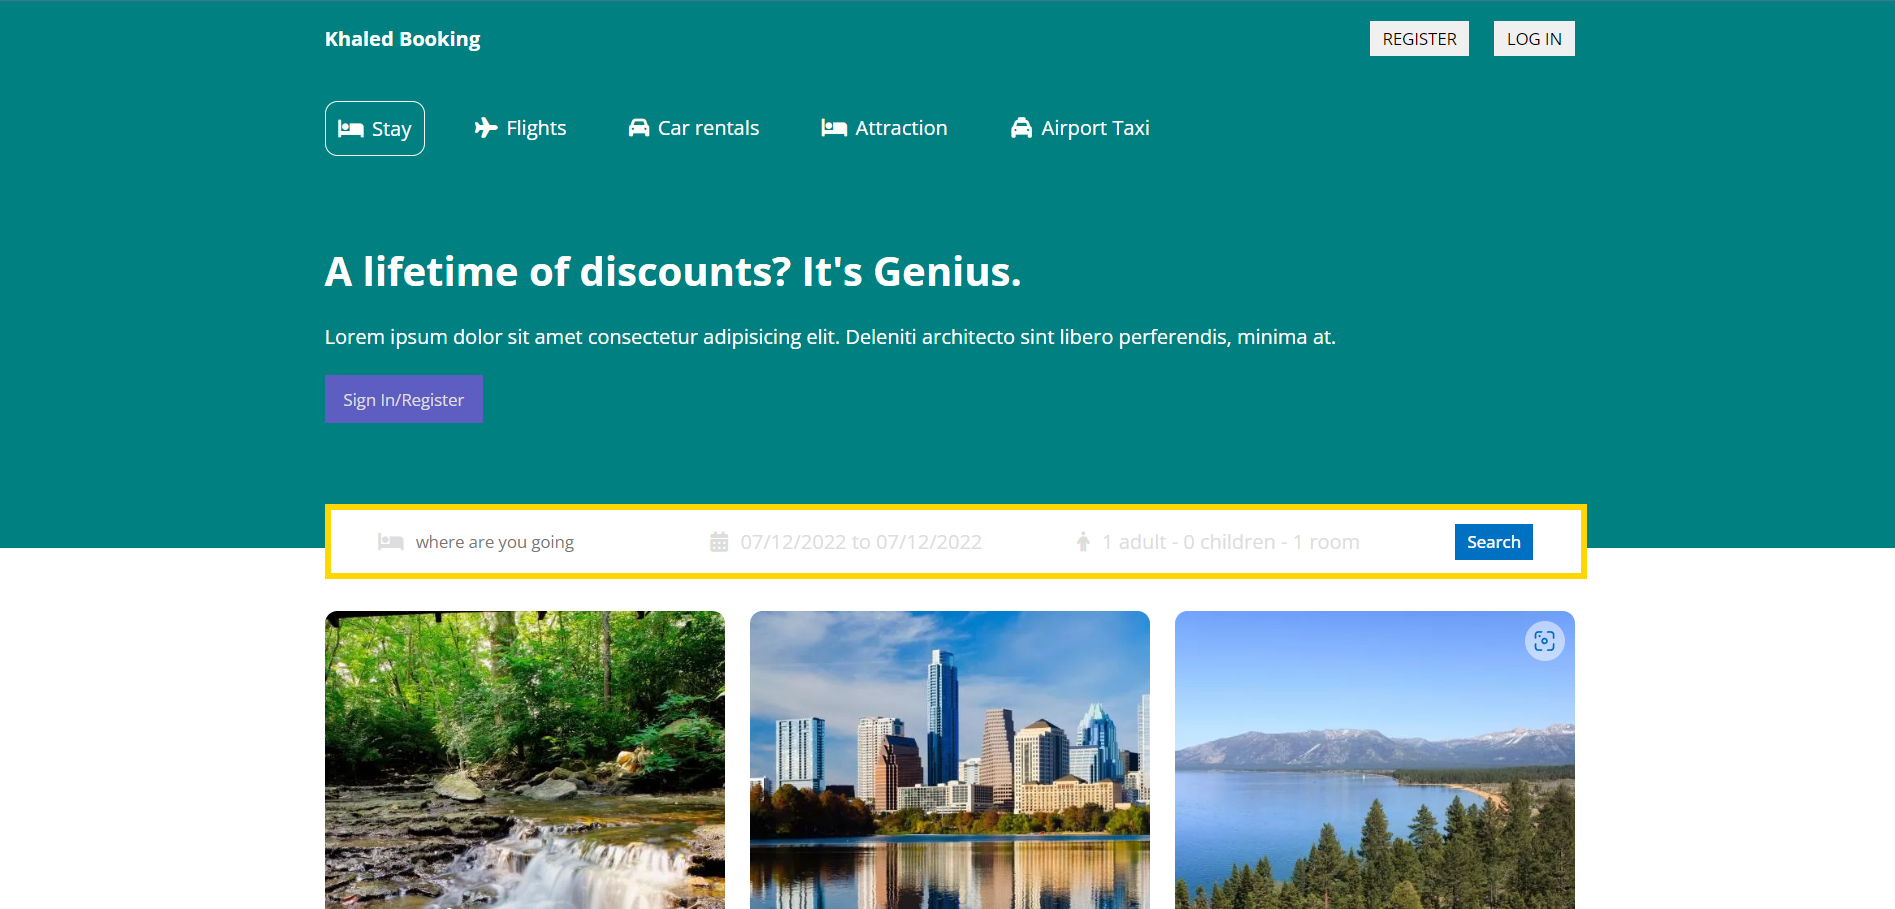 Khaled Booking
REGISTER
LOG IN
Stay
Flights
Car rentals
Attraction
Airport Taxi
A lifetime of discounts? It's Genius.
Lorem ipsum dolor sit amet consectetur adipisicing elit. Deleniti architecto sint libero perferendis, minima at.
Sign In/Register
where are you going
07/12/2022 to 07/12/2022
1 adult - 0 children - 1 room
Search